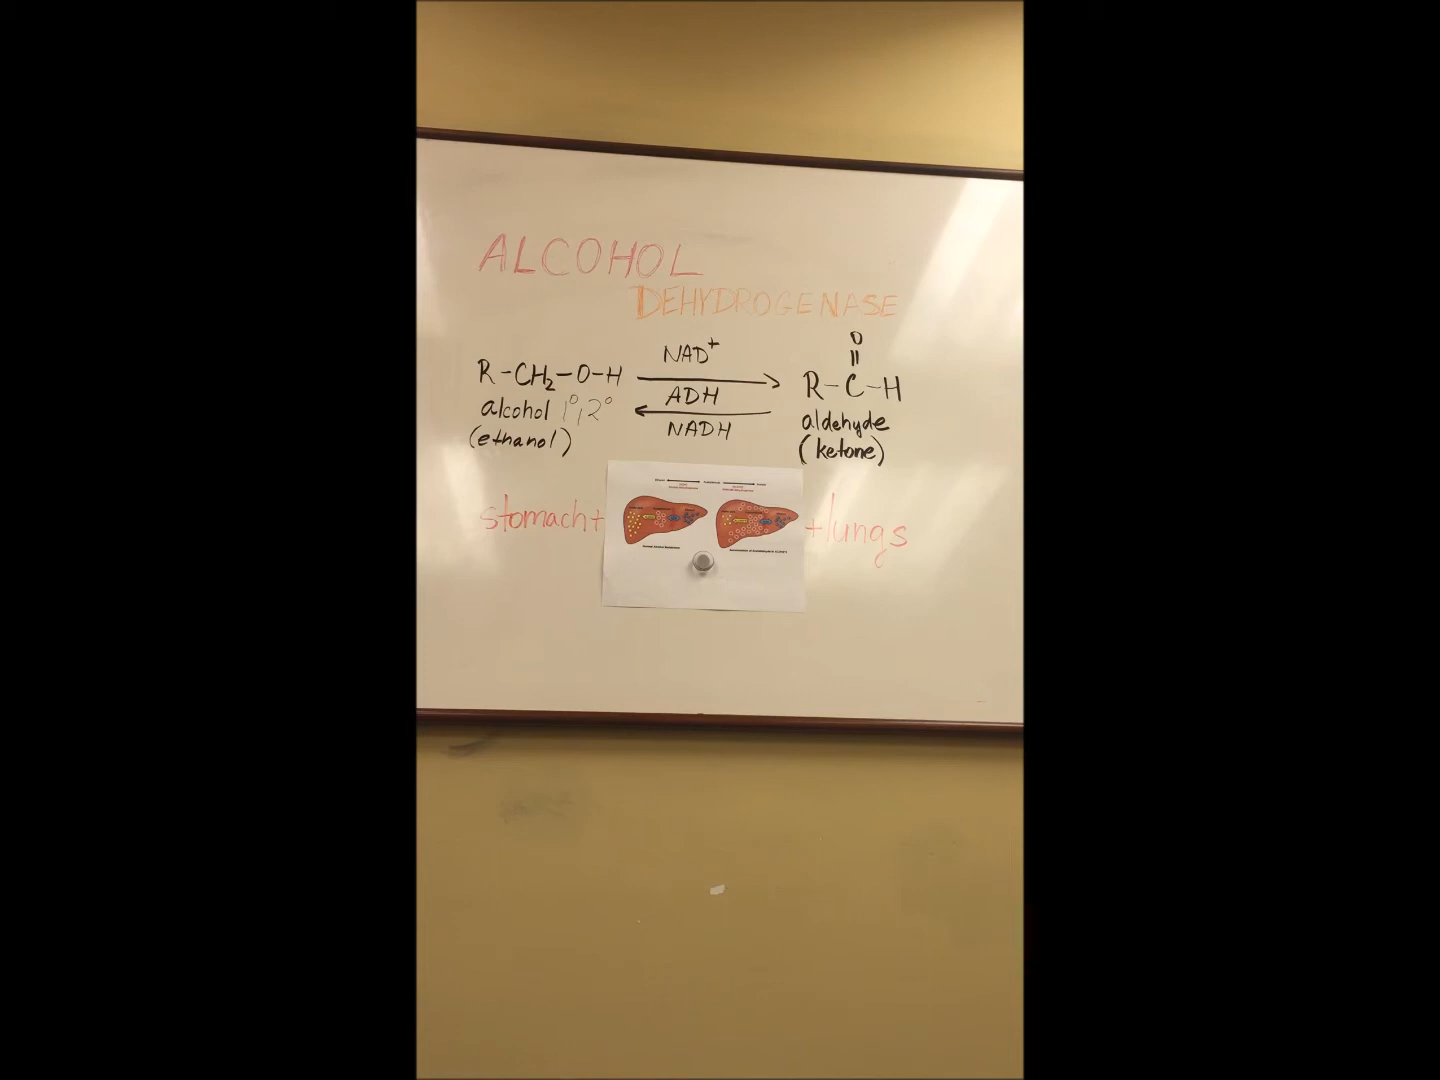 ALCOHOL
DEHYDROGENASE
R-CH₂-O-H
NAD⁺
ADH
NADH
O
R-C-H
alcohol 1°,2°
(ethanol)
aldehyde
(ketone)
stomach+
+lungs